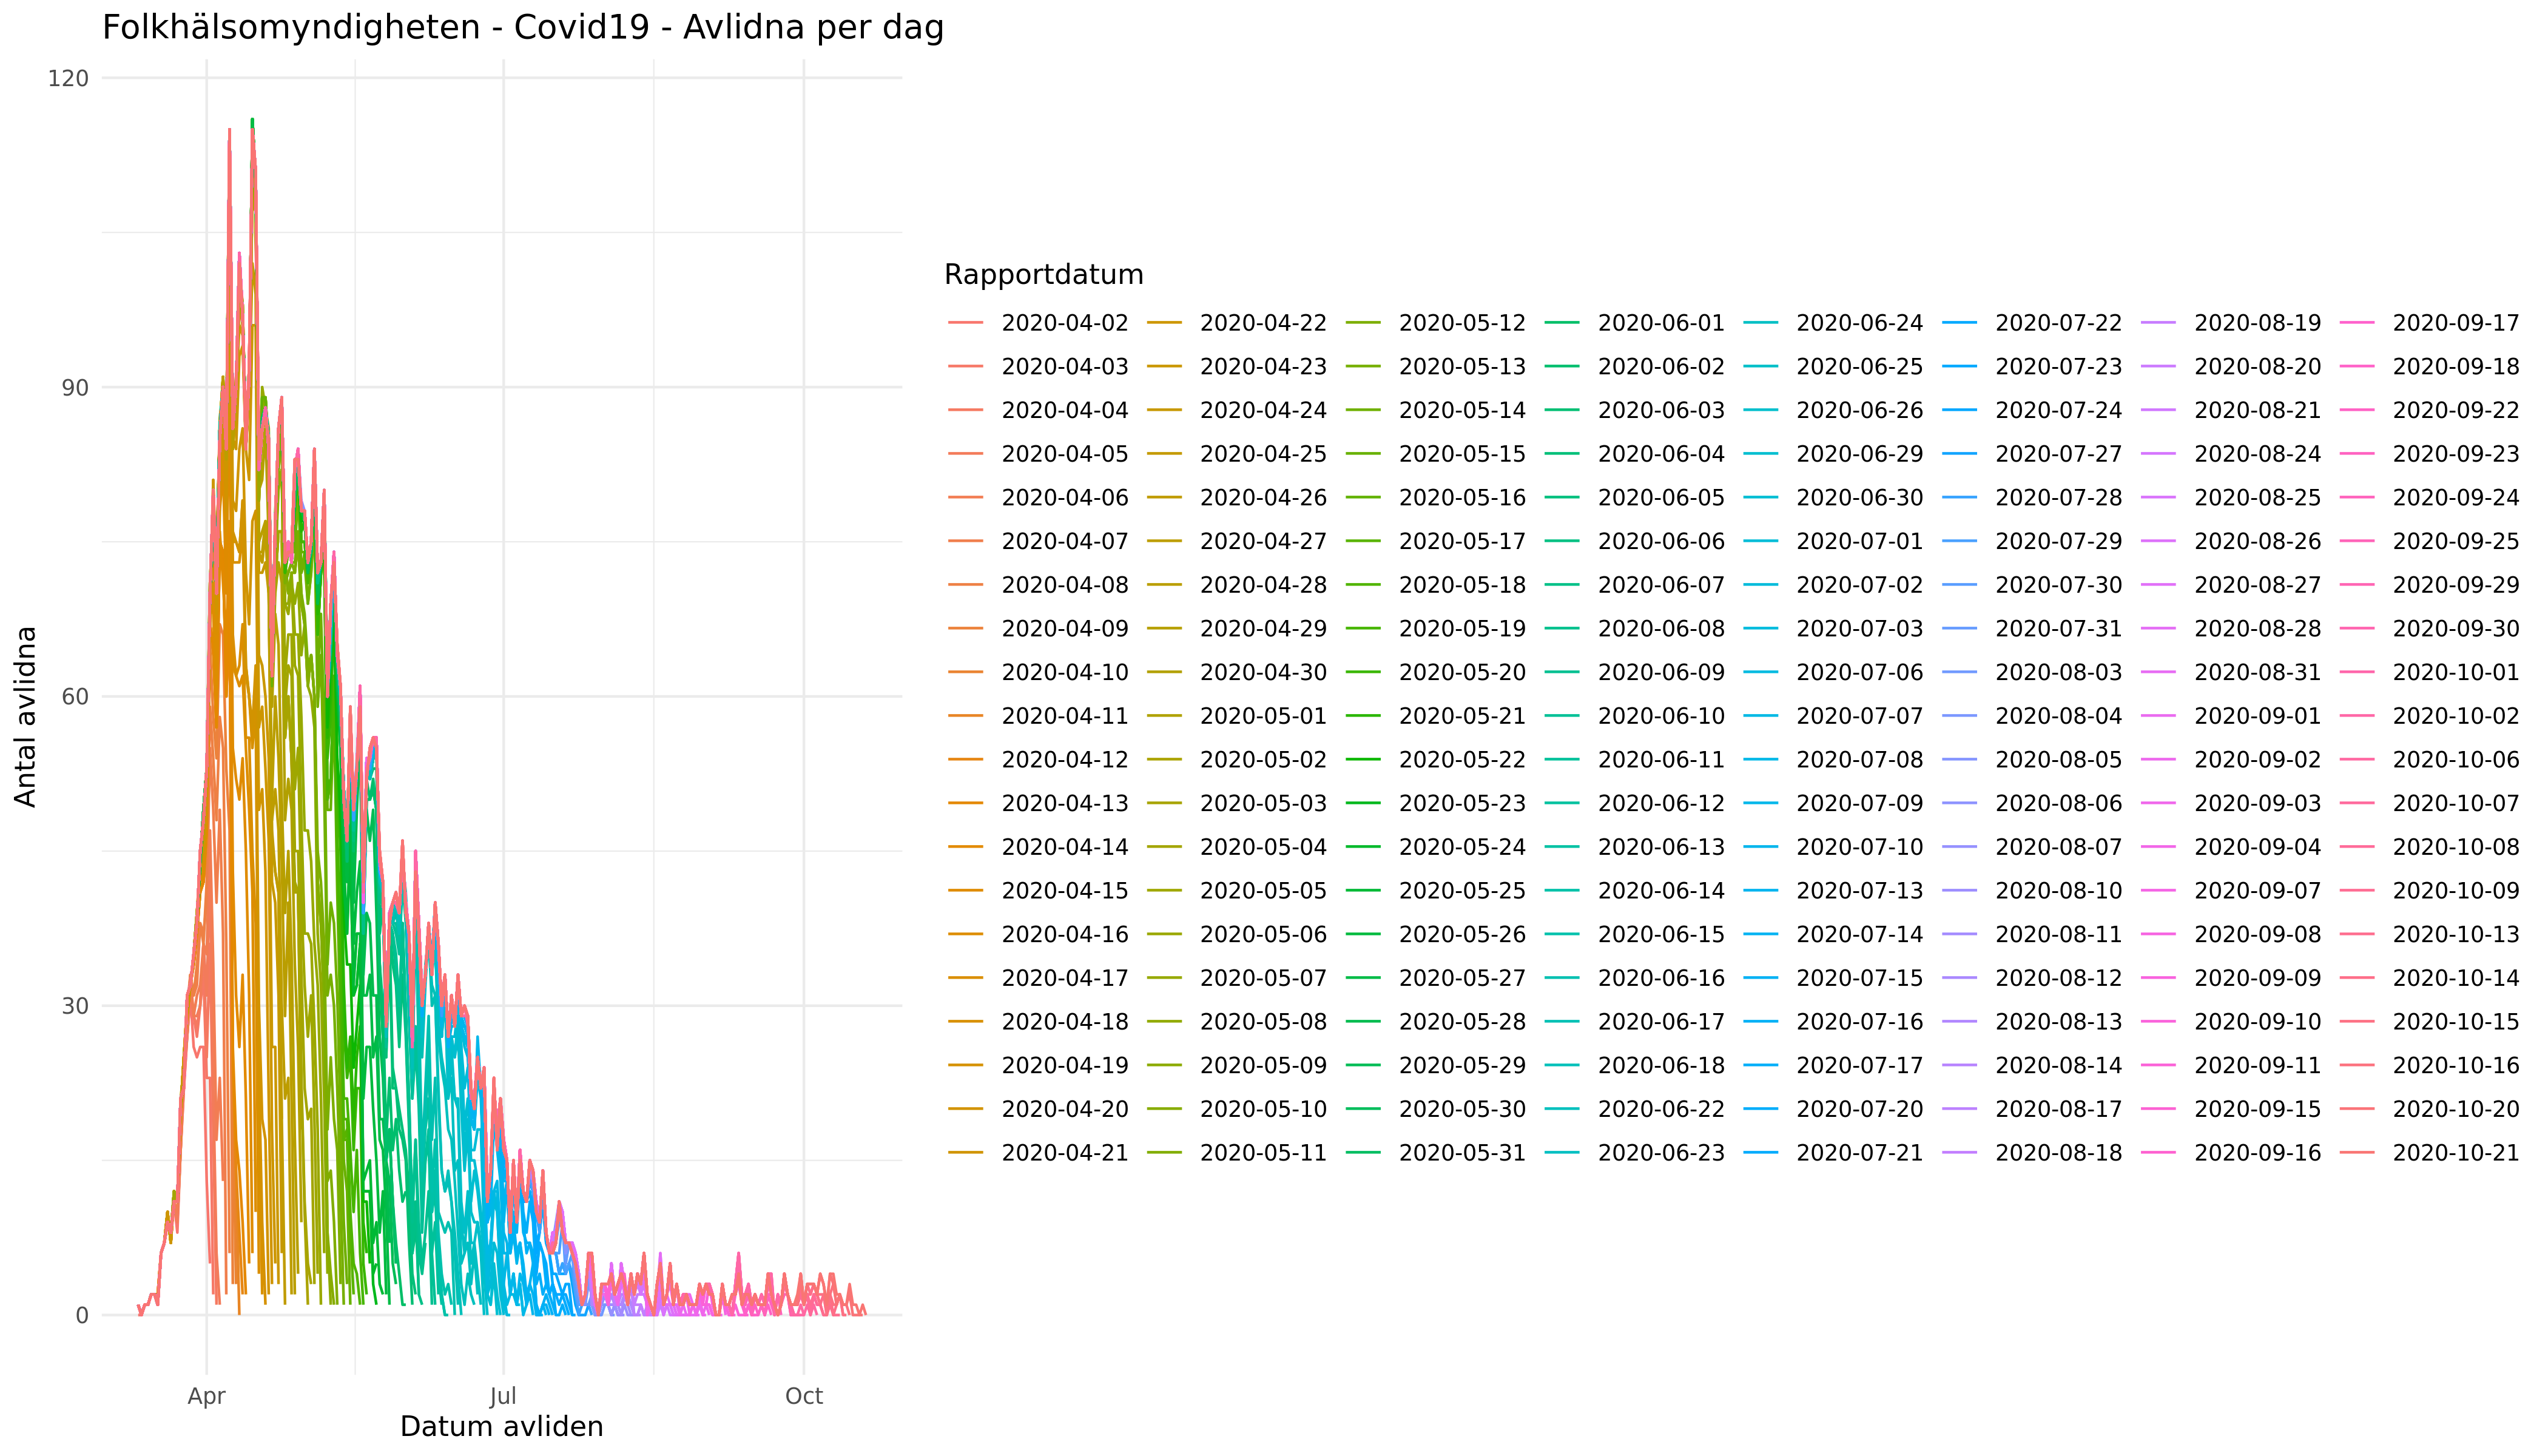 Folkhälsomyndigheten - Covid19 - Avlidna per dag
120
90
60
30
0
Antal avlidna
Apr Jul Oct
Datum avliden
Rapportdatum
2020-04-02 2020-04-22 2020-05-12 2020-06-01 2020-06-24 2020-07-22 2020-08-19 2020-09-17
2020-04-03 2020-04-23 2020-05-13 2020-06-02 2020-06-25 2020-07-23 2020-08-20 2020-09-18
2020-04-04 2020-04-24 2020-05-14 2020-06-03 2020-06-26 2020-07-24 2020-08-21 2020-09-22
2020-04-05 2020-04-25 2020-05-15 2020-06-04 2020-06-29 2020-07-27 2020-08-24 2020-09-23
2020-04-06 2020-04-26 2020-05-16 2020-06-05 2020-06-30 2020-07-28 2020-08-25 2020-09-24
2020-04-07 2020-04-27 2020-05-17 2020-06-06 2020-07-01 2020-07-29 2020-08-26 2020-09-25
2020-04-08 2020-04-28 2020-05-18 2020-06-07 2020-07-02 2020-07-30 2020-08-27 2020-09-29
2020-04-09 2020-04-29 2020-05-19 2020-06-08 2020-07-03 2020-07-31 2020-08-28 2020-09-30
2020-04-10 2020-04-30 2020-05-20 2020-06-09 2020-07-06 2020-08-03 2020-08-31 2020-10-01
2020-04-11 2020-05-01 2020-05-21 2020-06-10 2020-07-07 2020-08-04 2020-09-01 2020-10-02
2020-04-12 2020-05-02 2020-05-22 2020-06-11 2020-07-08 2020-08-05 2020-09-02 2020-10-06
2020-04-13 2020-05-03 2020-05-23 2020-06-12 2020-07-09 2020-08-06 2020-09-03 2020-10-07
2020-04-14 2020-05-04 2020-05-24 2020-06-13 2020-07-10 2020-08-07 2020-09-04 2020-10-08
2020-04-15 2020-05-05 2020-05-25 2020-06-14 2020-07-13 2020-08-10 2020-09-07 2020-10-09
2020-04-16 2020-05-06 2020-05-26 2020-06-15 2020-07-14 2020-08-11 2020-09-08 2020-10-13
2020-04-17 2020-05-07 2020-05-27 2020-06-16 2020-07-15 2020-08-12 2020-09-09 2020-10-14
2020-04-18 2020-05-08 2020-05-28 2020-06-17 2020-07-16 2020-08-13 2020-09-10 2020-10-15
2020-04-19 2020-05-09 2020-05-29 2020-06-18 2020-07-17 2020-08-14 2020-09-11 2020-10-16
2020-04-20 2020-05-10 2020-05-30 2020-06-22 2020-07-20 2020-08-17 2020-09-15 2020-10-20
2020-04-21 2020-05-11 2020-05-31 2020-06-23 2020-07-21 2020-08-18 2020-09-16 2020-10-21